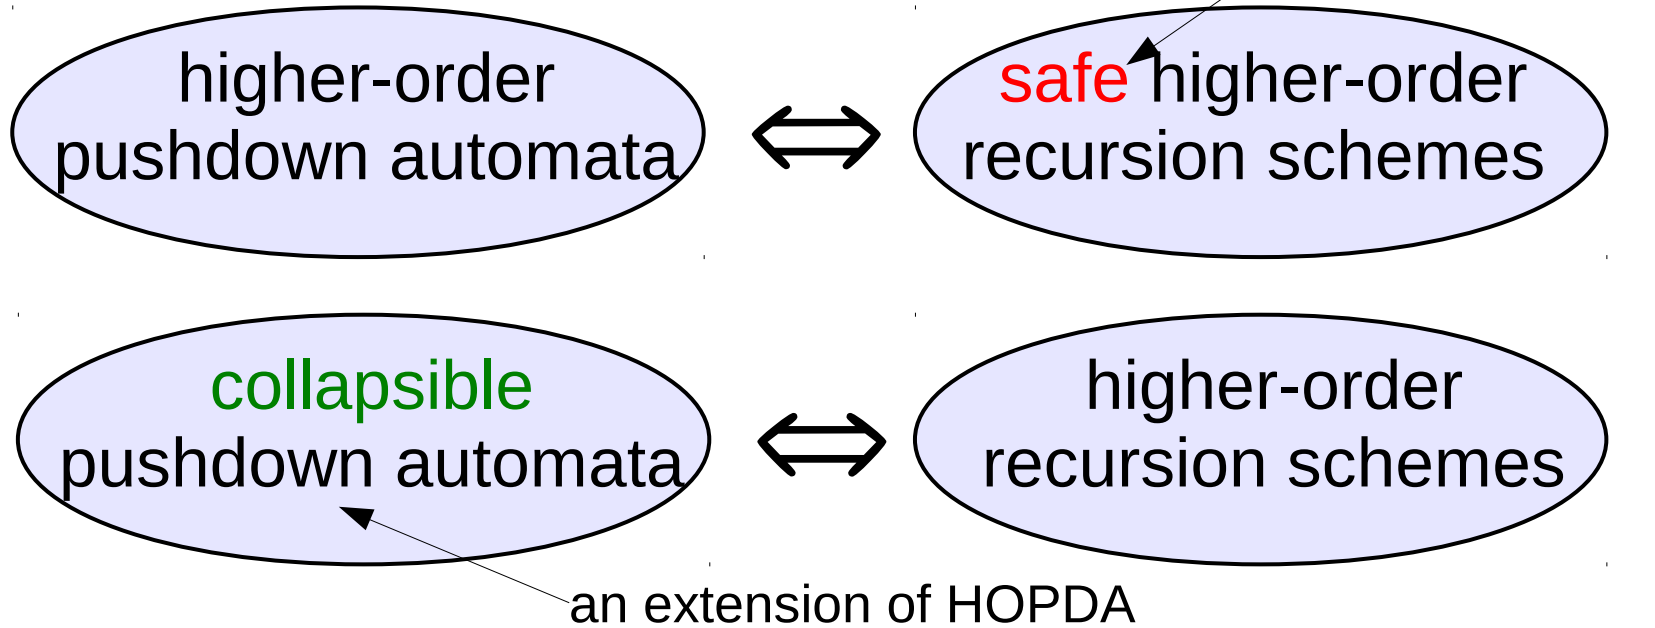 higher-order
pushdown automata
safe higher-order
recursion schemes
collapsible
pushdown automata
higher-order
recursion schemes
an extension of HOPDA